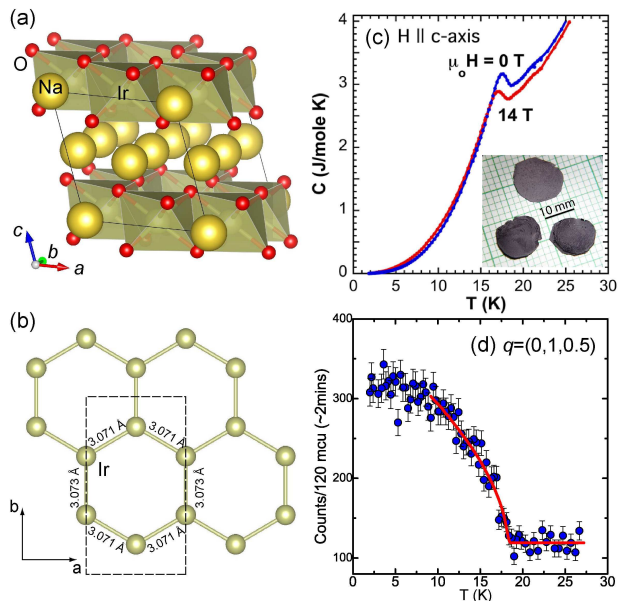 (a)
O
Na
Ir
c
b
a
(b)
3.071 Å
3.071 Å
3.073 Å
Ir
3.073 Å
3.071 Å
3.071 Å
b
a
(c)
H || c-axis
μoH = 0 T
14 T
10 mm
C (J/mole K)
4
3
2
1
0
0
5
10
15
20
25
30
T (K)
(d)
q=(0,1,0.5)
Counts/120 mcu (~2mins)
400
300
200
100
0
5
10
15
20
25
30
T (K)